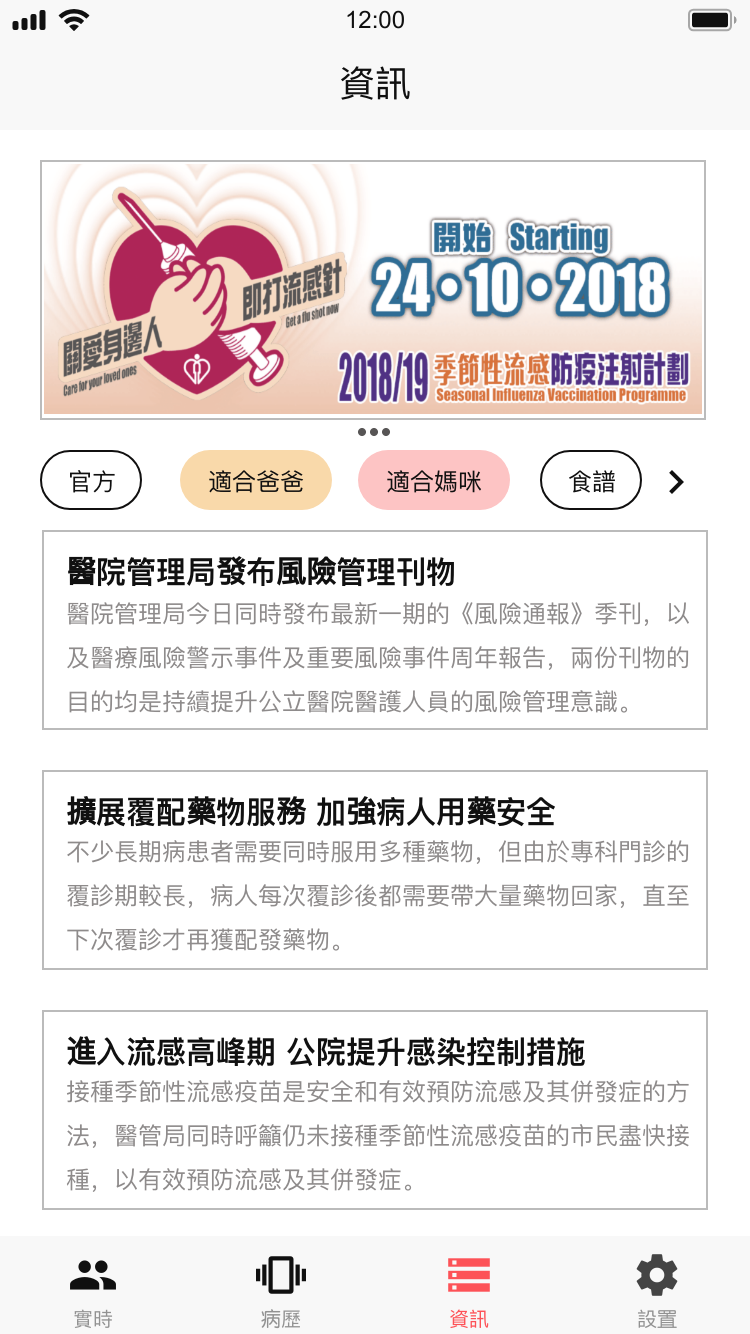 12:00
資訊
開始 Starting
24•10•2018
即打流感針
Get a flu shot now
關愛身邊人
Care for your loved ones
2018/19 季節性流感防疫注射計劃
Seasonal Influenza Vaccination Programme
官方 適合爸爸 適合媽咪 食譜
醫院管理局發布風險管理刊物
醫院管理局今日同時發布最新一期的《風險通報》季刊，以
及醫療風險警示事件及重要風險事件周年報告，兩份刊物的
目的均是持續提升公立醫院醫護人員的風險管理意識。
擴展覆配藥物服務 加強病人用藥安全
不少長期病患者需要同時服用多種藥物，但由於專科門診的
覆診期較長，病人每次覆診後都需要帶大量藥物回家，直至
下次覆診才再獲配發藥物。
進入流感高峰期 公院提升感染控制措施
接種季節性流感疫苗是安全和有效預防流感及其併發症的方
法，醫管局同時呼籲仍未接種季節性流感疫苗的市民盡快接
種，以有效預防流感及其併發症。
實時 病歷 資訊 設置